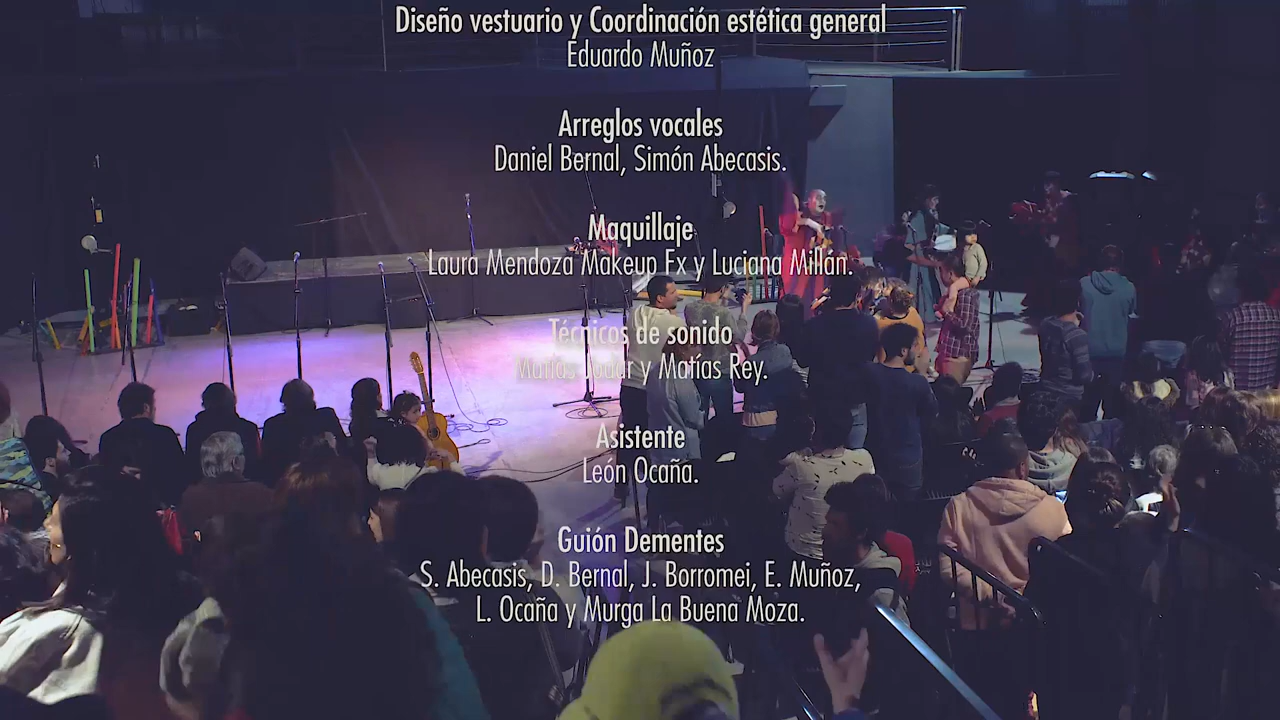 Diseño vestuario y Coordinación estética general
Eduardo Muñoz
Arreglos vocales
Daniel Bernal, Simón Abecasis.
Maquillaje
Laura Mendoza Makeup Fx y Luciana Millán.
Técnicos de sonido
Matías Jodar y Matías Rey.
Asistente
León Ocaña.
Guión Dementes
S. Abecasis, D. Bernal, J. Borromei, E. Muñoz,
L. Ocaña y Murga La Buena Moza.